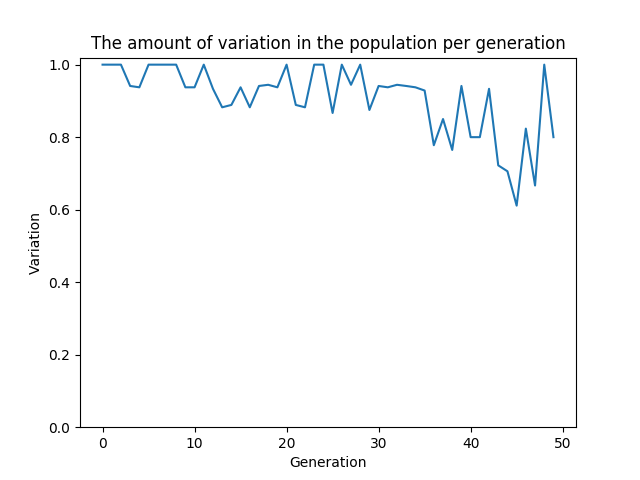 The amount of variation in the population per generation
1.0
0.8
0.6
0.4
0.2
0.0
Variation
0 10 20 30 40 50
Generation